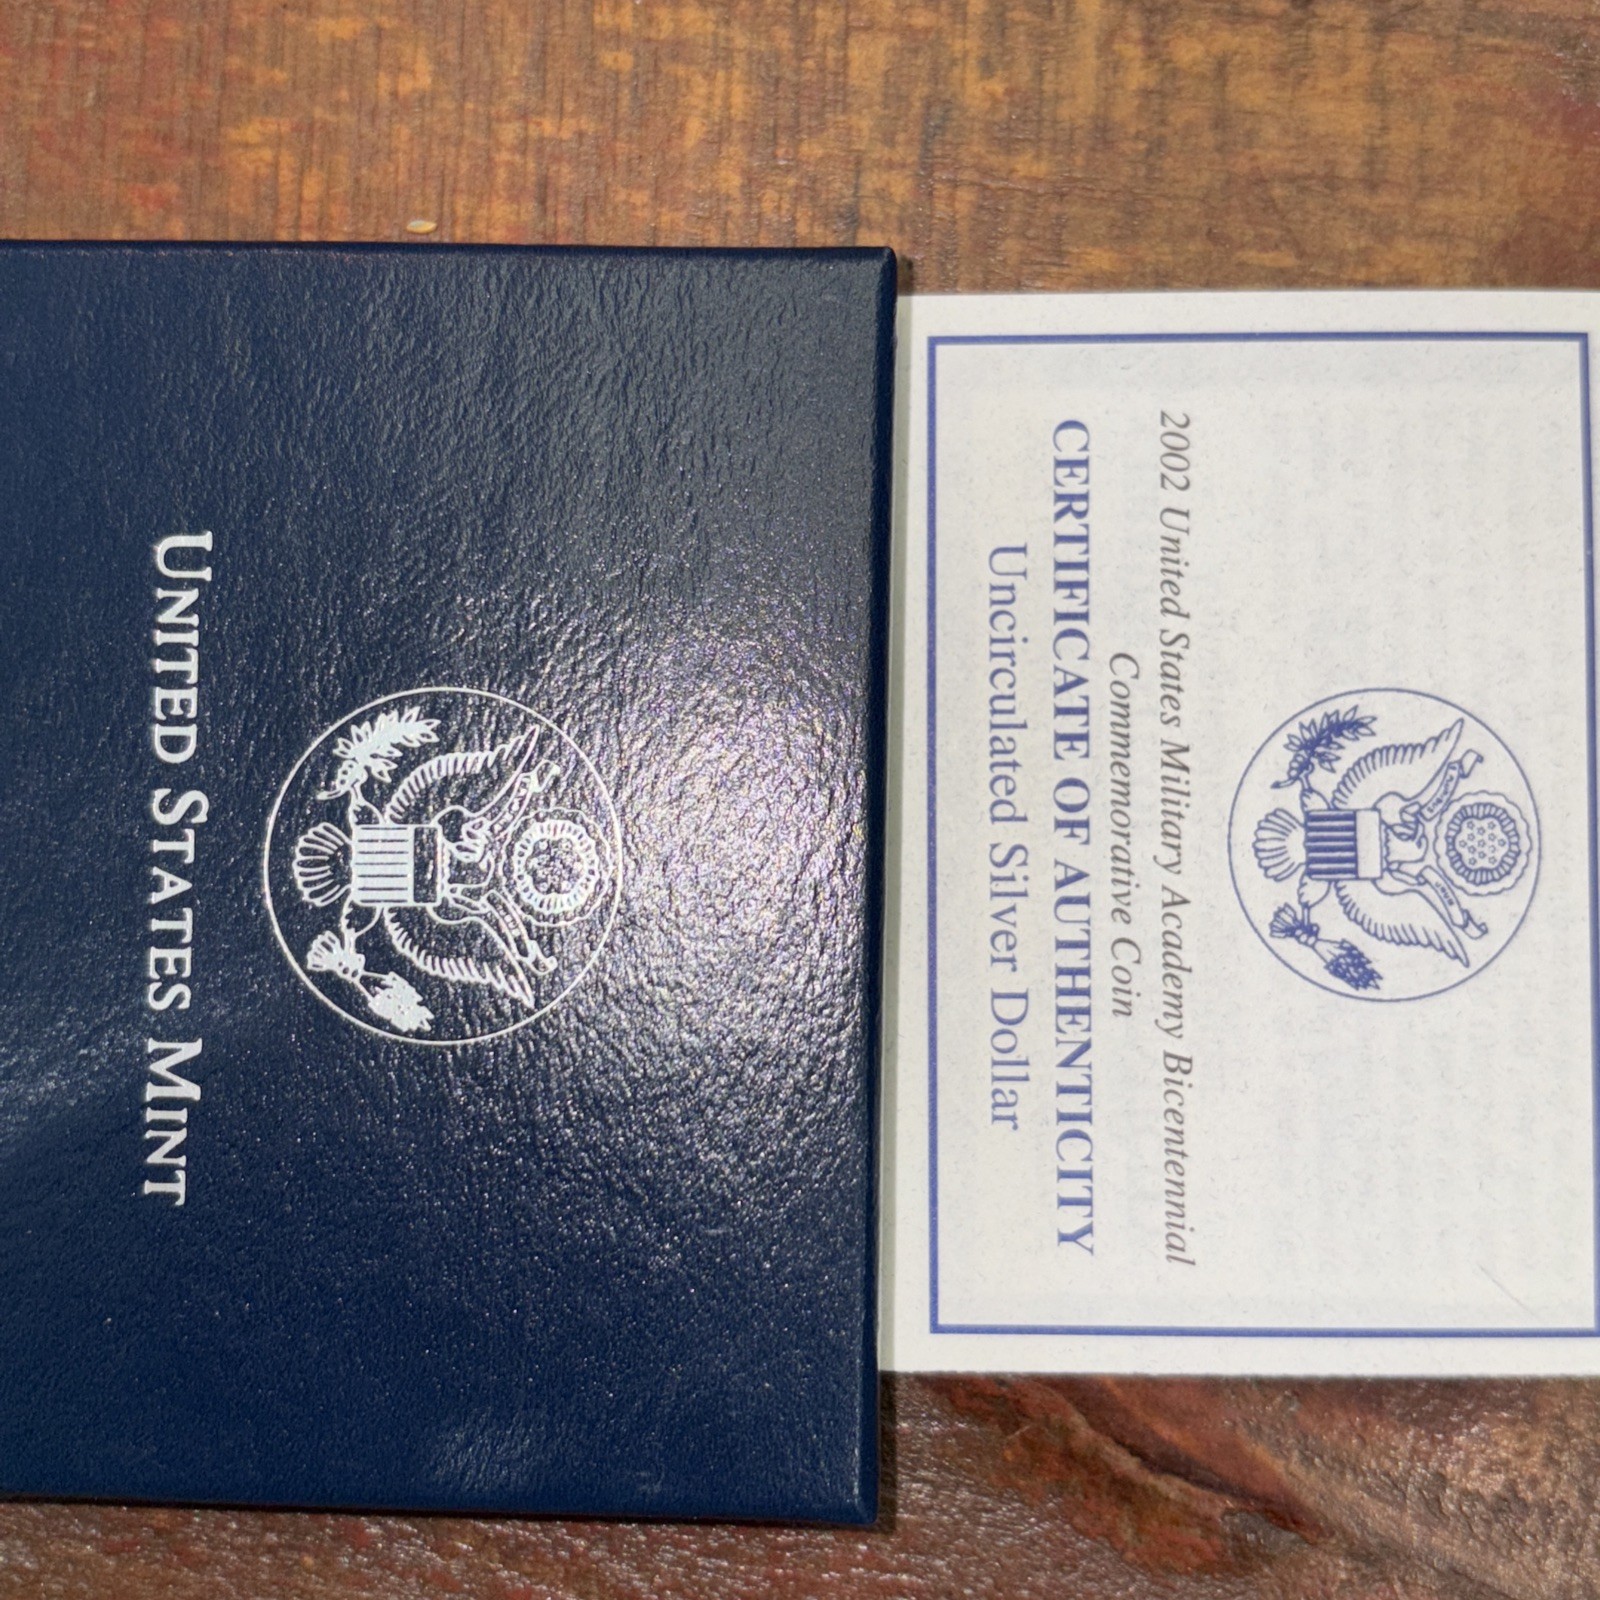 UNITED STATES MINT
2002 United States Military Academy Bicentennial
Commemorative Coin
CERTIFICATE OF AUTHENTICITY
Uncirculated Silver Dollar